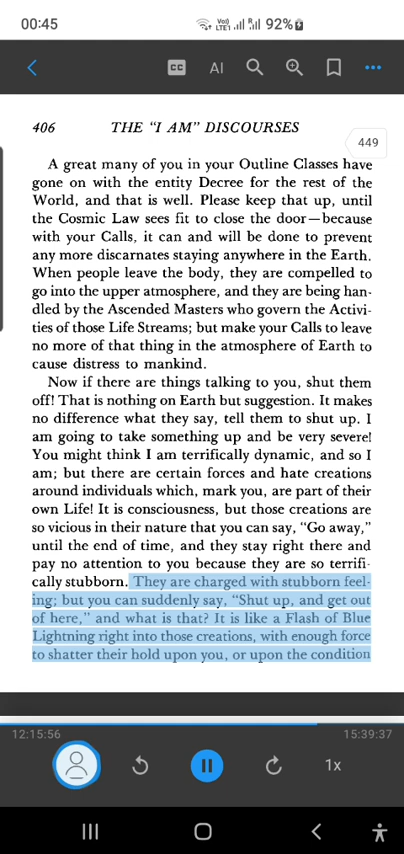 00:45
Vo)) LTE1 R 92%
CC AI
406 THE "I AM" DISCOURSES
449
A great many of you in your Outline Classes have
gone on with the entity Decree for the rest of the
World, and that is well. Please keep that up, until
the Cosmic Law sees fit to close the door—because
with your Calls, it can and will be done to prevent
any more discarnates staying anywhere in the Earth.
When people leave the body, they are compelled to
go into the upper atmosphere, and they are being han-
dled by the Ascended Masters who govern the Activi-
ties of those Life Streams; but make your Calls to leave
no more of that thing in the atmosphere of Earth to
cause distress to mankind.
Now if there are things talking to you, shut them
off! That is nothing on Earth but suggestion. It makes
no difference what they say, tell them to shut up. I
am going to take something up and be very severe!
You might think I am terrifically dynamic, and so I
am; but there are certain forces and hate creations
around individuals which, mark you, are part of their
own Life! It is consciousness, but those creations are
so vicious in their nature that you can say, "Go away,"
until the end of time, and they stay right there and
pay no attention to you because they are so terrifi-
cally stubborn. They are charged with stubborn feel-
ing; but you can suddenly say, "Shut up, and get out
of here," and what is that? It is like a Flash of Blue
Lightning right into those creations, with enough force
to shatter their hold upon you, or upon the condition
12:15:56 15:39:37
1x